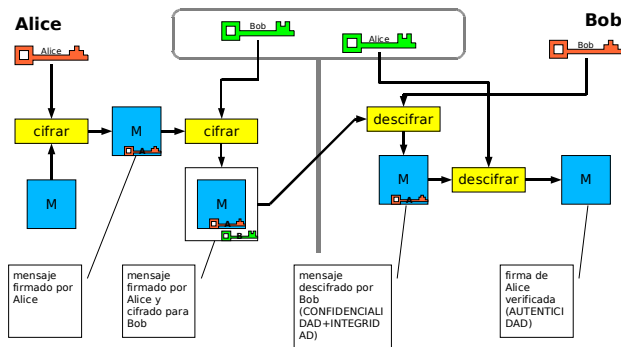 Alice
Bob
Bob
Alice
Alice
Bob
cifrar
M
cifrar
descifrar
A
M
M
A
B
M
A
descifrar
M
mensaje
firmado por
Alice
mensaje
firmado por
Alice y
cifrado para
Bob
mensaje
descifrado por
Bob
(CONFIDENCIALI
DAD+INTEGRID
AD)
firma de
Alice
verificada
(AUTENTICI
DAD)